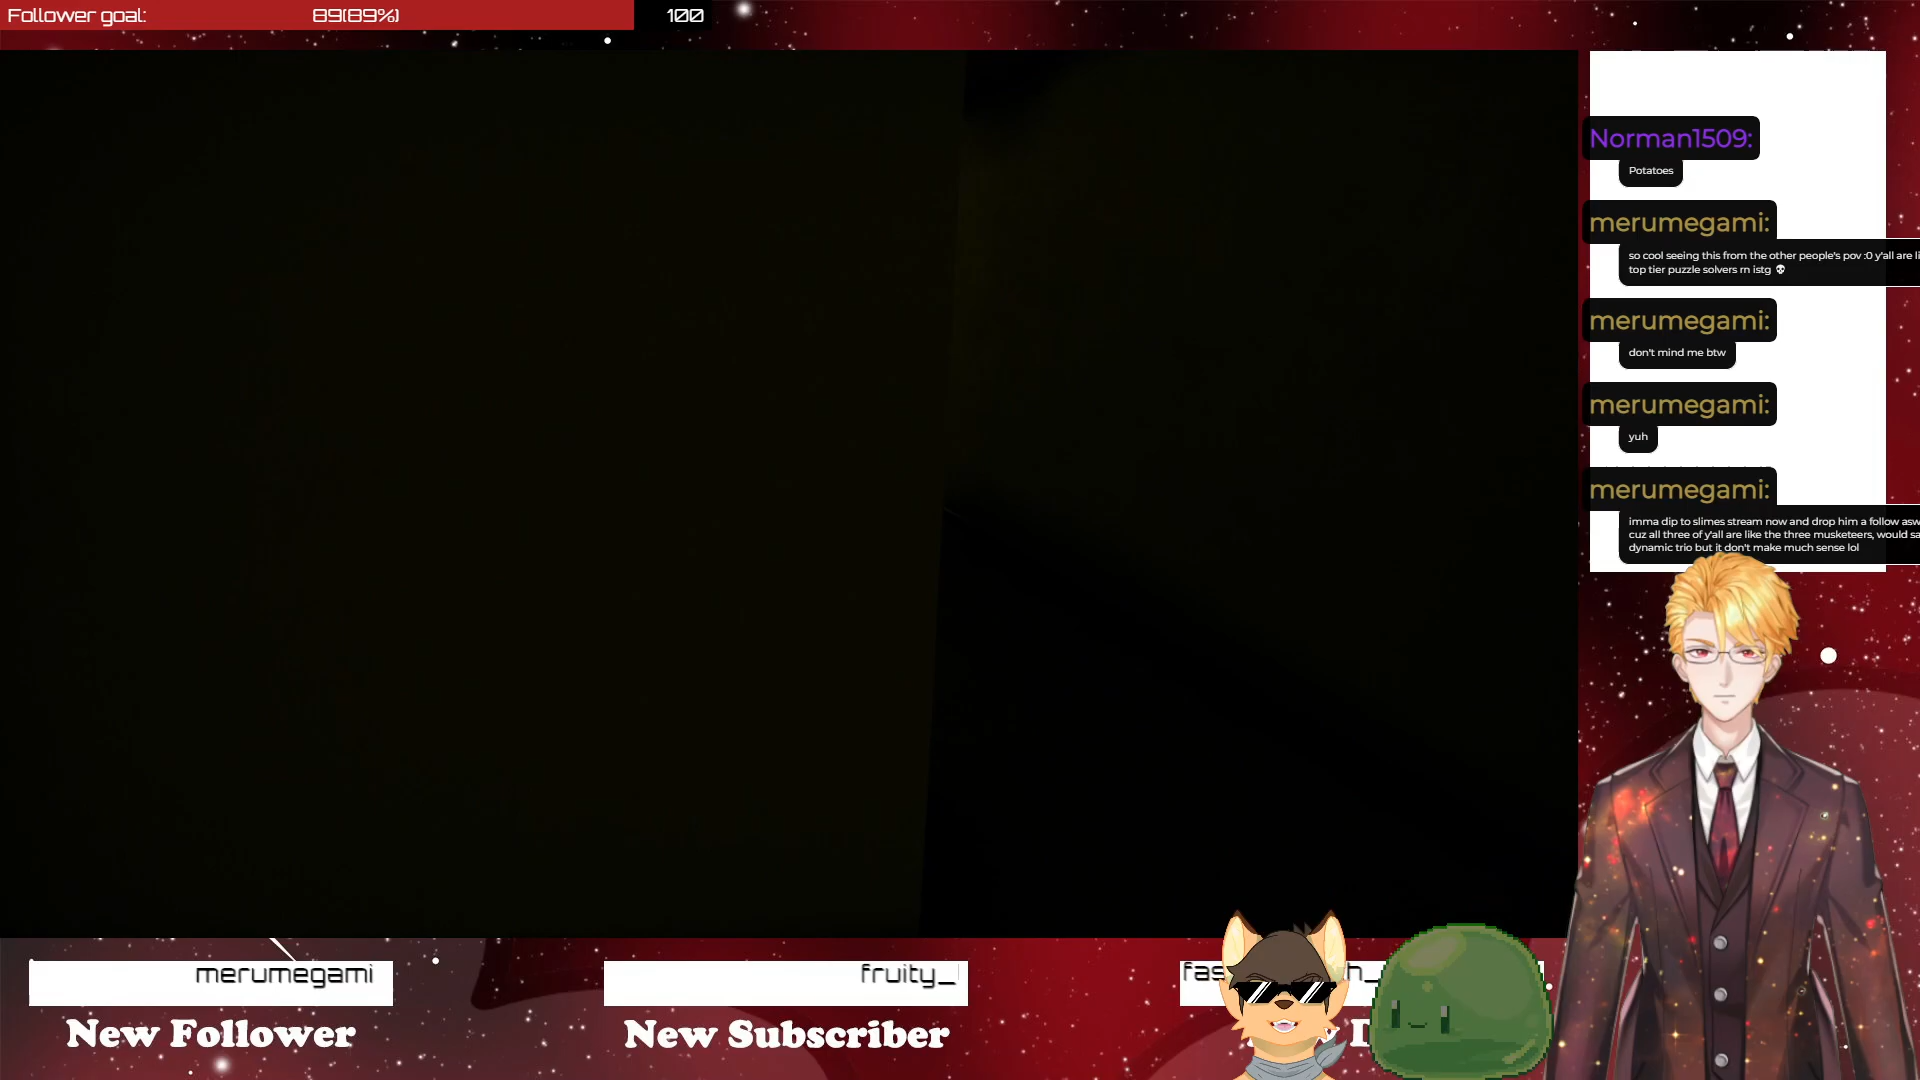 Follower goal: 89(89%) 100
Norman1509:
Potatoes
merumegami:
so cool seeing this from the other people's pov :0 y'all are
top tier puzzle solvers rn istg 💀
merumegami:
don't mind me btw
merumegami:
yuh
merumegami:
imma dip to slimes stream now and drop him a follow
cuz all three of y'all are like the three musketeers, would
dynamic trio but it don't make much sense lol
merumegami
fruity_
New Follower
New Subscriber